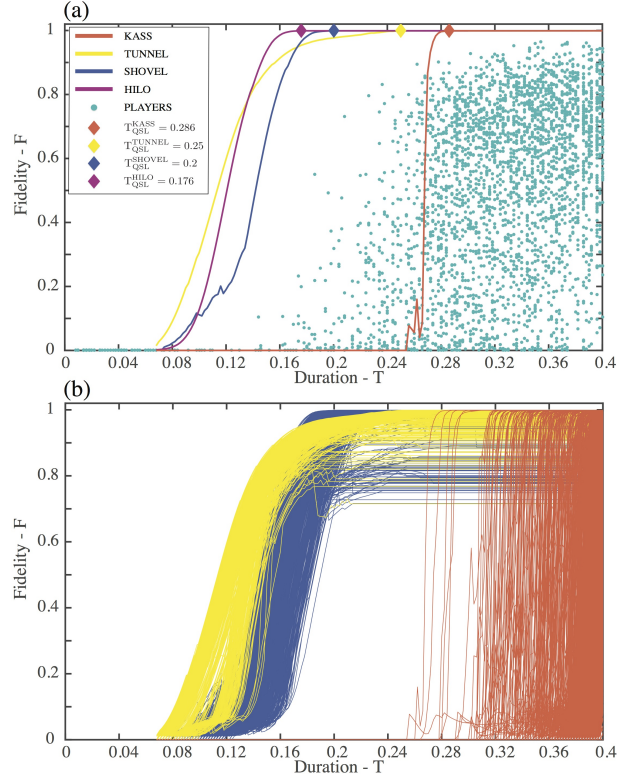 (a)
KASS
TUNNEL
SHOVEL
HILO
PLAYERS
T_QSL^KASS = 0.286
T_QSL^TUNNEL = 0.25
T_QSL^SHOVEL = 0.2
T_QSL^HILO = 0.176
Fidelity - F
1
0.8
0.6
0.4
0.2
0
0 0.04 0.08 0.12 0.16 0.2 0.24 0.28 0.32 0.36 0.4
Duration - T
(b)
Fidelity - F
1
0.8
0.6
0.4
0.2
0
0 0.04 0.08 0.12 0.16 0.2 0.24 0.28 0.32 0.36 0.4
Duration - T